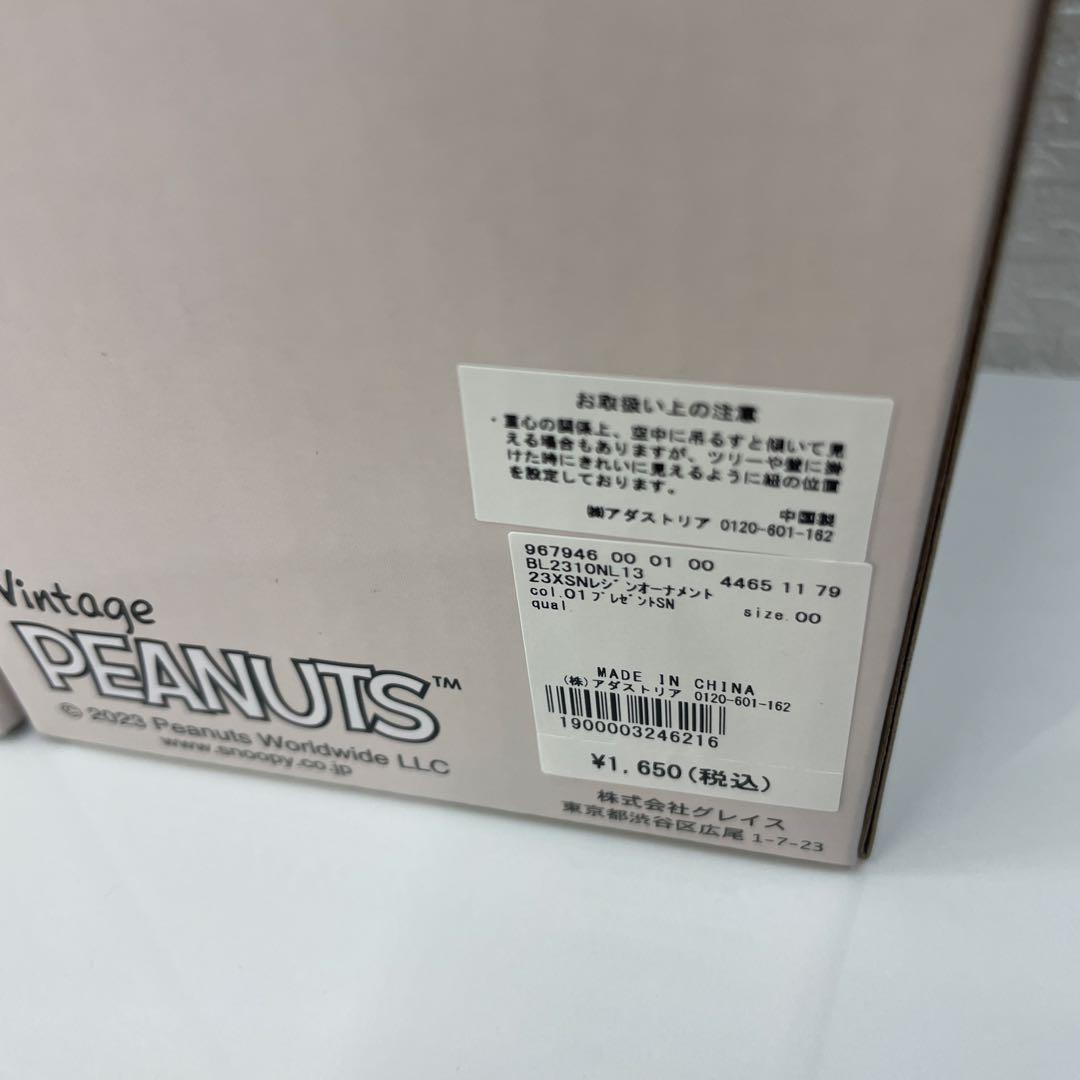 お取扱い上の注意
・重心の関係上、空中に吊るすと傾いて見
える場合もありますが、ツリーや壁に掛
けた時にきれいに見えるように紐の位置
を設定しております。
中国製
㈱アダストリア 0120-601-162
967946 00 01 00
BL2310NL13 4465 11 79
23XSNレジンオーナメント
col.01プレゼントSN size.00
qual.
MADE IN CHINA
(株)アダストリア 0120-601-162
1900003246216
¥1,650(税込)
Vintage
PEANUTS™
© 2023 Peanuts Worldwide LLC
www.snoopy.co.jp
株式会社グレイス
東京都渋谷区広尾 1-7-23